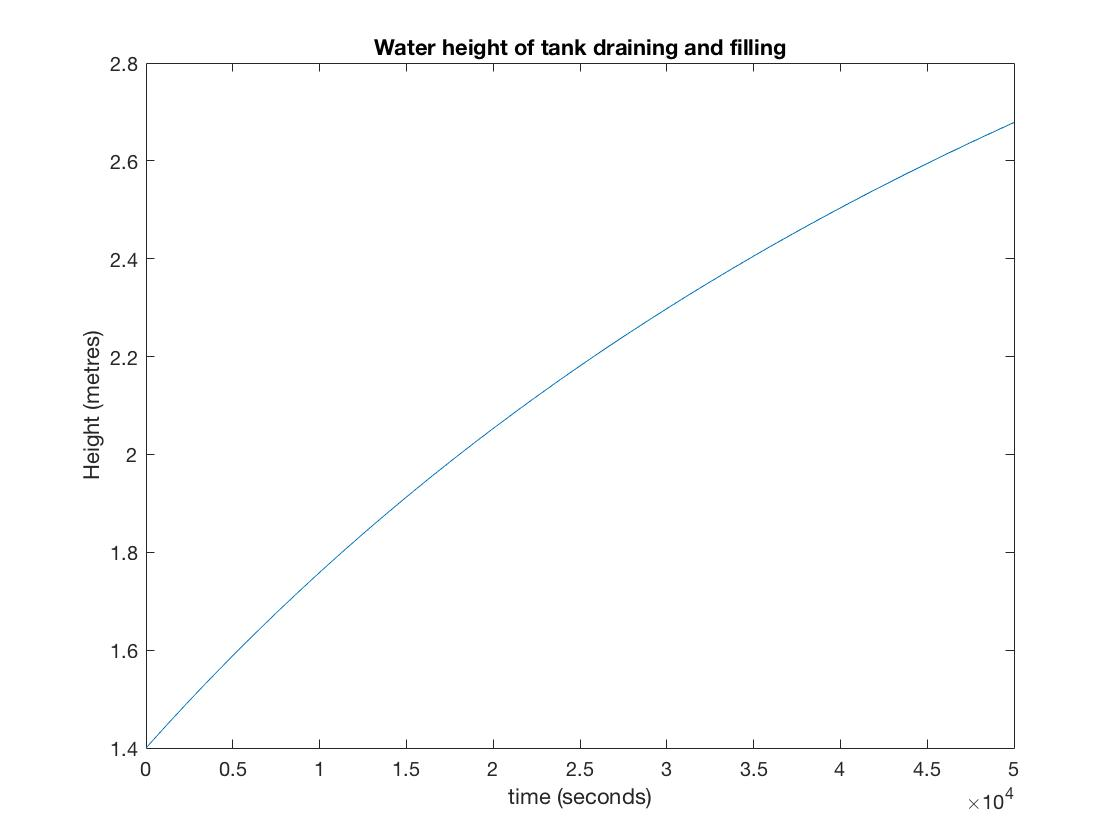 Water height of tank draining and filling
2.8
2.6
2.4
2.2
2
1.8
1.6
1.4
Height (metres)
0 0.5 1 1.5 2 2.5 3 3.5 4 4.5 5
time (seconds)
×10⁴